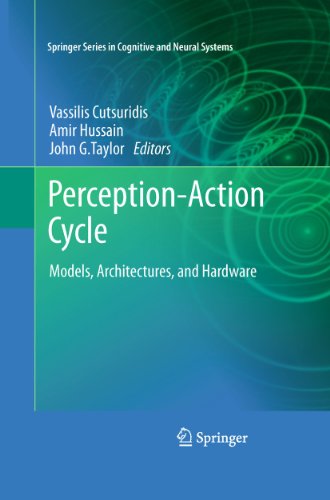 Springer Series in Cognitive and Neural Systems
Vassilis Cutsuridis
Amir Hussain
John G. Taylor Editors
Perception-Action
Cycle
Models, Architectures, and Hardware
Springer